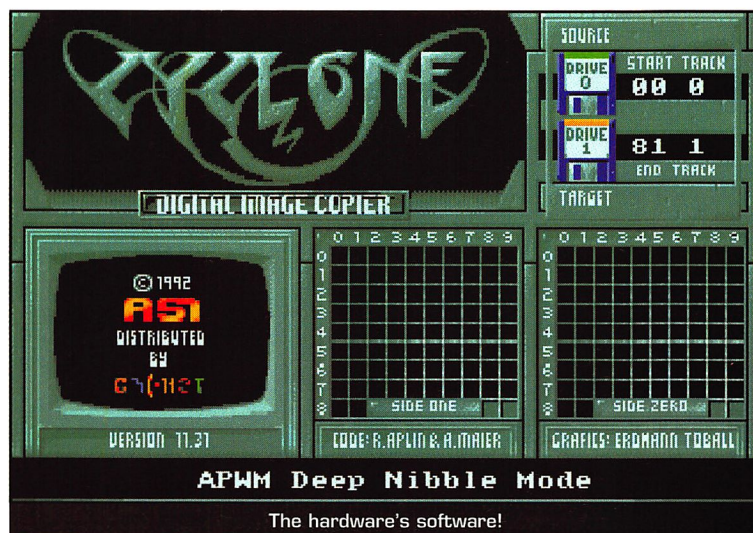 CYCLONE
DIGITAL IMAGE COPIER
SOURCE
DRIVE 0
START TRACK
00 0
DRIVE 1
81 1
END TRACK
TARGET
© 1992
ASI
DISTRIBUTED
BY
VERSION 11.31
0 1 2 3 4 5 6 7 8 9
0
1
2
3
4
5
6
7
8
SIDE ONE
CODE: R.APLIN & A.MAIER
0 1 2 3 4 5 6 7 8 9
0
1
2
3
4
5
6
7
8
SIDE ZERO
GRAFICS: ERDMANN TOBALL
APWM Deep Nibble Mode
The hardware's software!